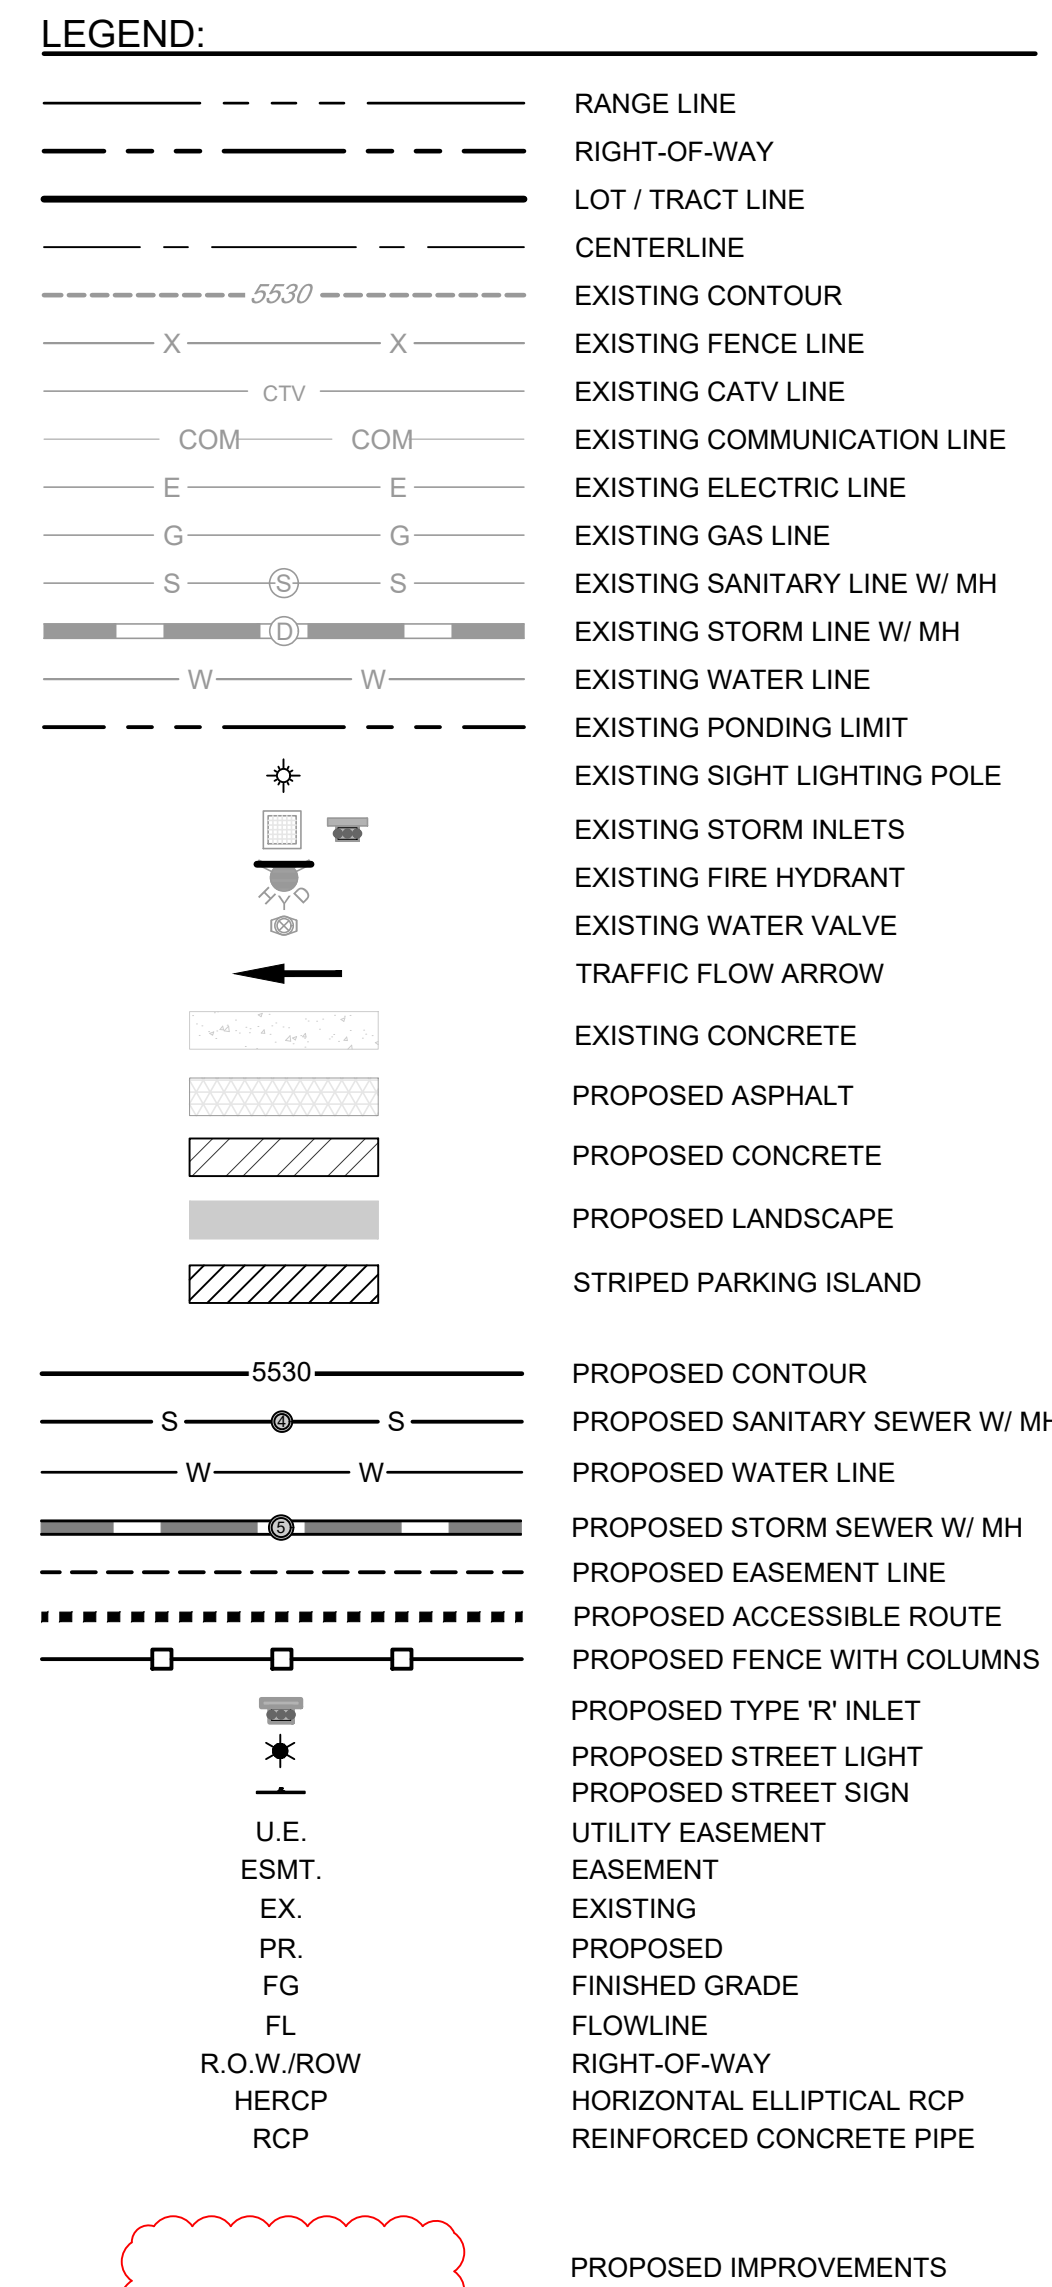 LEGEND:
RANGE LINE
RIGHT-OF-WAY
LOT / TRACT LINE
CENTERLINE
5530 EXISTING CONTOUR
X X EXISTING FENCE LINE
CTV EXISTING CATV LINE
COM COM EXISTING COMMUNICATION LINE
E E EXISTING ELECTRIC LINE
G G EXISTING GAS LINE
S S S EXISTING SANITARY LINE W/ MH
D EXISTING STORM LINE W/ MH
W W EXISTING WATER LINE
EXISTING PONDING LIMIT
EXISTING SIGHT LIGHTING POLE
EXISTING STORM INLETS
HYD EXISTING FIRE HYDRANT
EXISTING WATER VALVE
TRAFFIC FLOW ARROW
EXISTING CONCRETE
PROPOSED ASPHALT
PROPOSED CONCRETE
PROPOSED LANDSCAPE
STRIPED PARKING ISLAND
5530 PROPOSED CONTOUR
S 4 S PROPOSED SANITARY SEWER W/ MH
W W PROPOSED WATER LINE
5 PROPOSED STORM SEWER W/ MH
PROPOSED EASEMENT LINE
PROPOSED ACCESSIBLE ROUTE
PROPOSED FENCE WITH COLUMNS
PROPOSED TYPE 'R' INLET
PROPOSED STREET LIGHT
PROPOSED STREET SIGN
U.E. UTILITY EASEMENT
ESMT. EASEMENT
EX. EXISTING
PR. PROPOSED
FG FINISHED GRADE
FL FLOWLINE
R.O.W./ROW RIGHT-OF-WAY
HERCP HORIZONTAL ELLIPTICAL RCP
RCP REINFORCED CONCRETE PIPE
PROPOSED IMPROVEMENTS